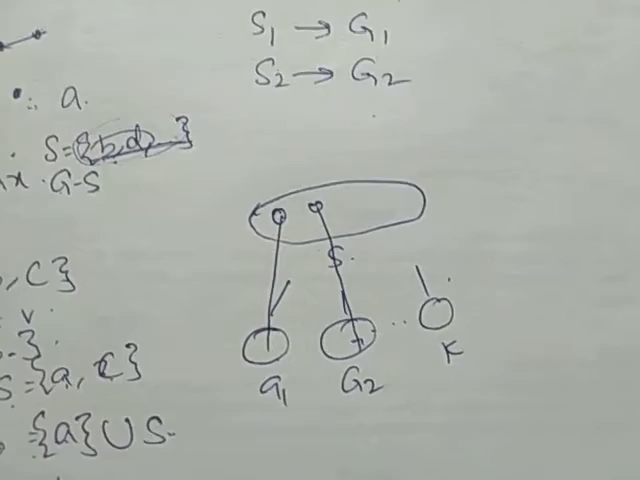 S₁ → G₁
S₂ → G₂
∴ a.
S={b,d, }
x. G-S
S.
, C}
v
.. K
G₁ G₂
S={a, c}
={a} ∪ S.